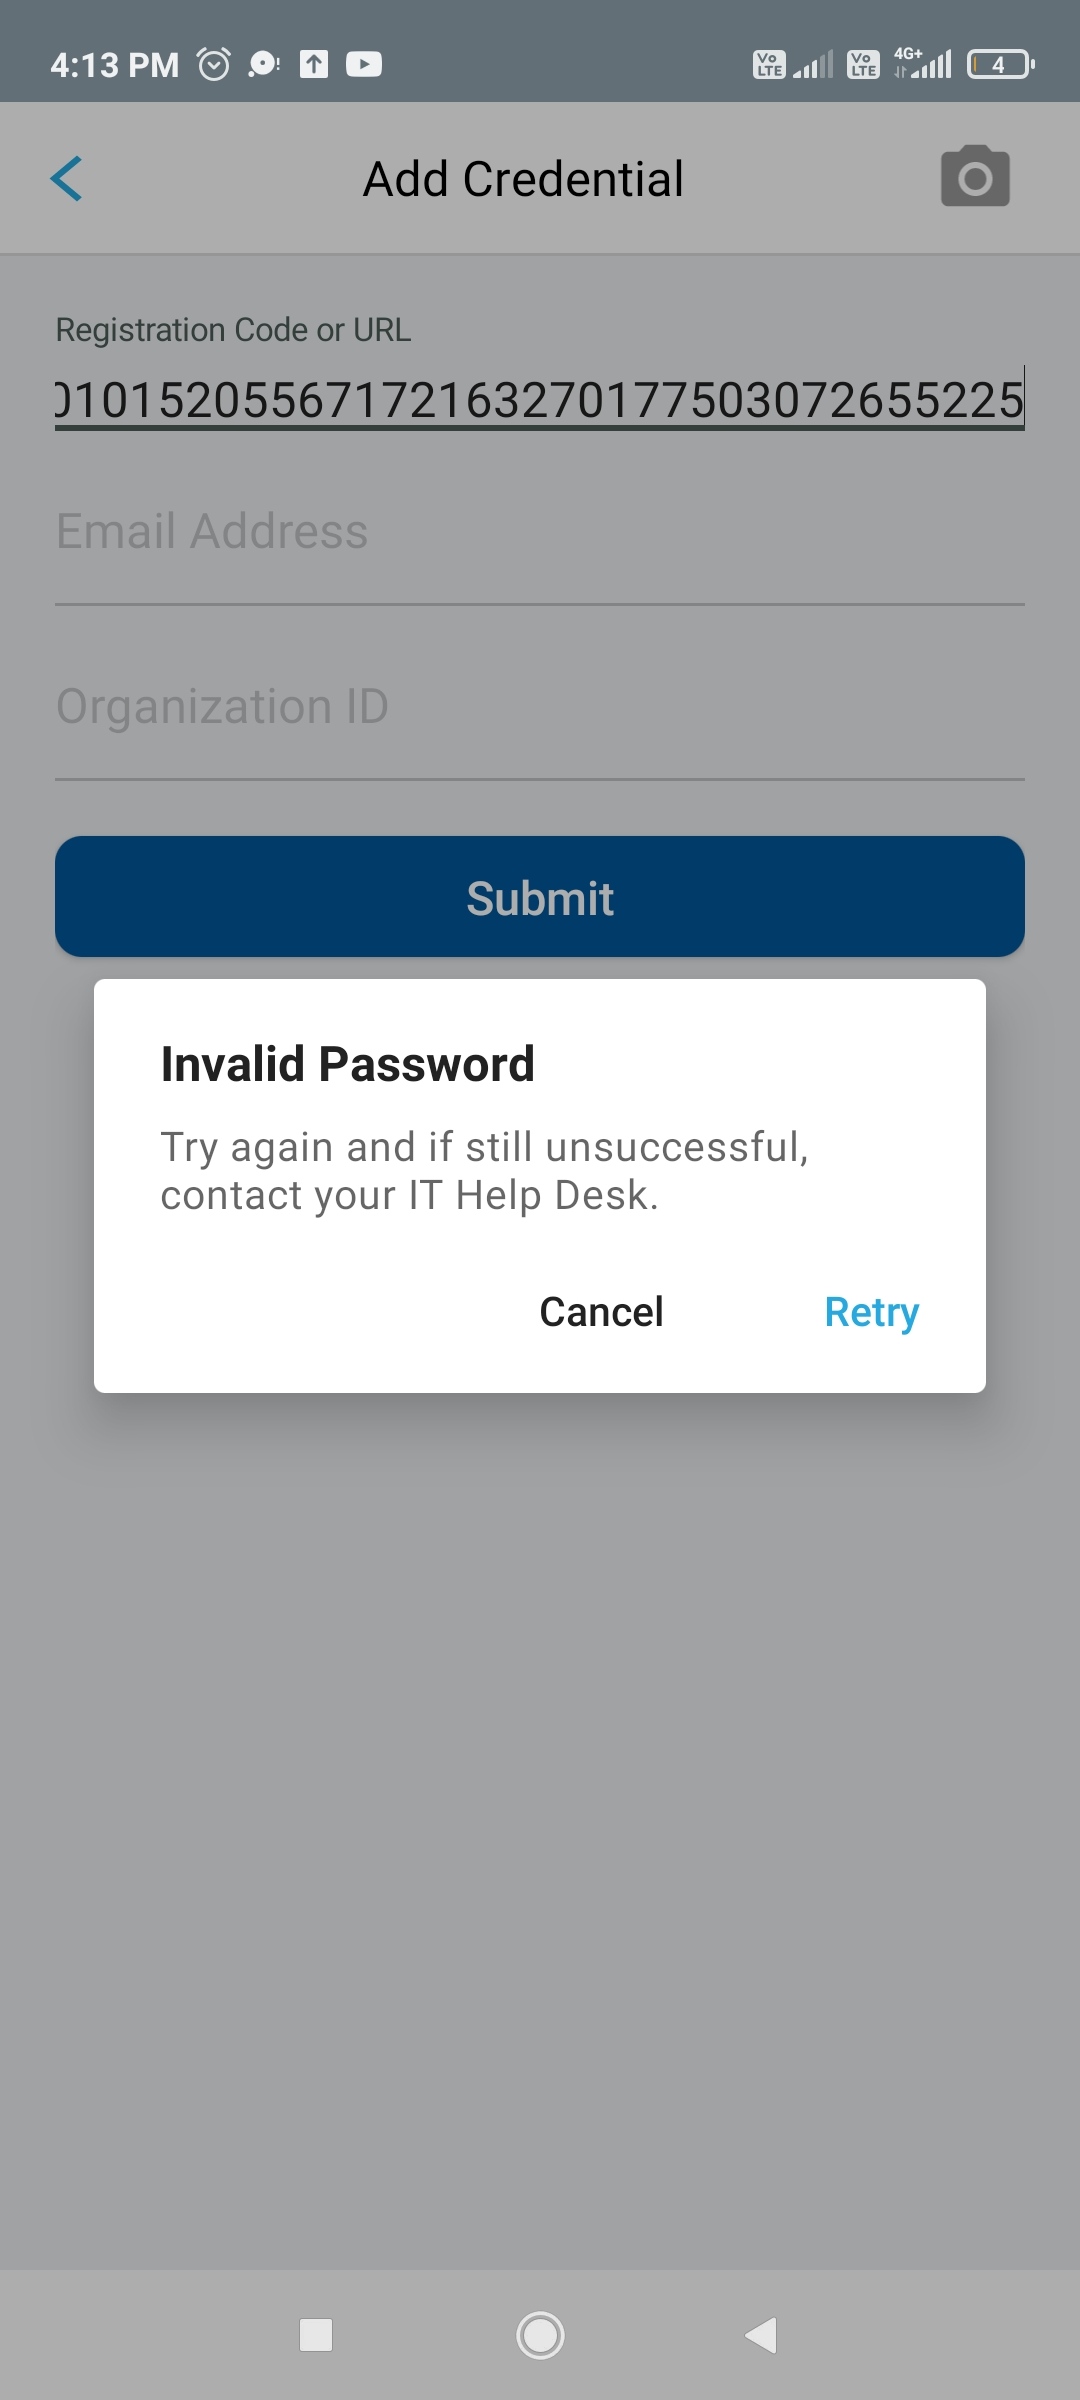 4:13 PM
Vo LTE Vo LTE 4G+ 4
Add Credential
Registration Code or URL
01015205567172163270177503072655225
Email Address
Organization ID
Submit
Invalid Password
Try again and if still unsuccessful,
contact your IT Help Desk.
Cancel Retry